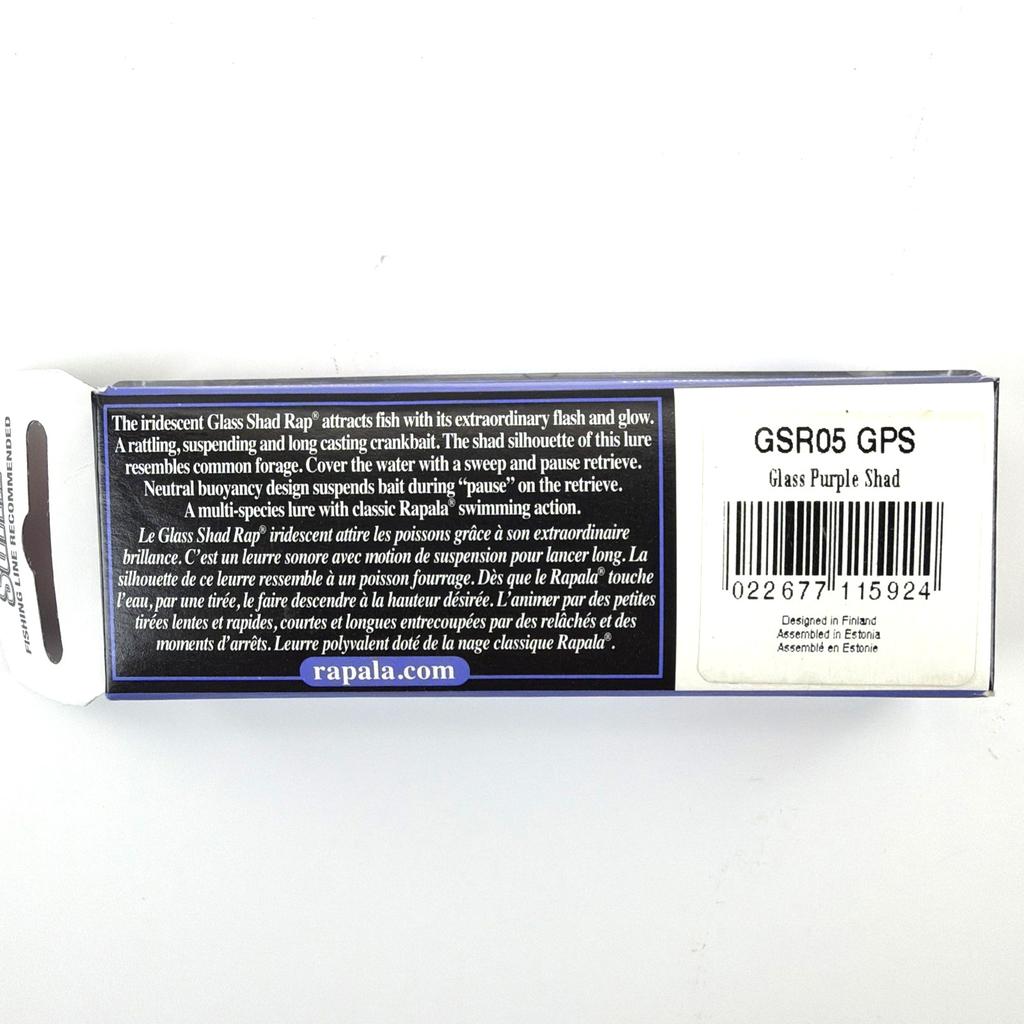 The iridescent Glass Shad Rap® attracts fish with its extraordinary flash and glow.
A rattling, suspending and long casting crankbait. The shad silhouette of this lure
resembles common forage. Cover the water with a sweep and pause retrieve.
Neutral buoyancy design suspends bait during “pause” on the retrieve.
A multi-species lure with classic Rapala® swimming action.
Le Glass Shad Rap® iridescent attire les poissons grâce à son extraordinaire
brillance. C’est un leurre sonore avec motion de suspension pour lancer long. La
silhouette de ce leurre ressemble à un poisson fourrage. Dès que le Rapala® touche
l’eau, par une tirée, le faire descendre à la hauteur désirée. L’animer par des petites
tirées lentes et rapides, courtes et longues entrecoupées par des relâchés et des
moments d’arrêts. Leurre polyvalent doté de la nage classique Rapala®.
rapala.com
GSR05 GPS
Glass Purple Shad
022677 115924
Designed in Finland
Assembled in Estonia
Assemblé en Estonie
FISHING LINE RECOMMENDED